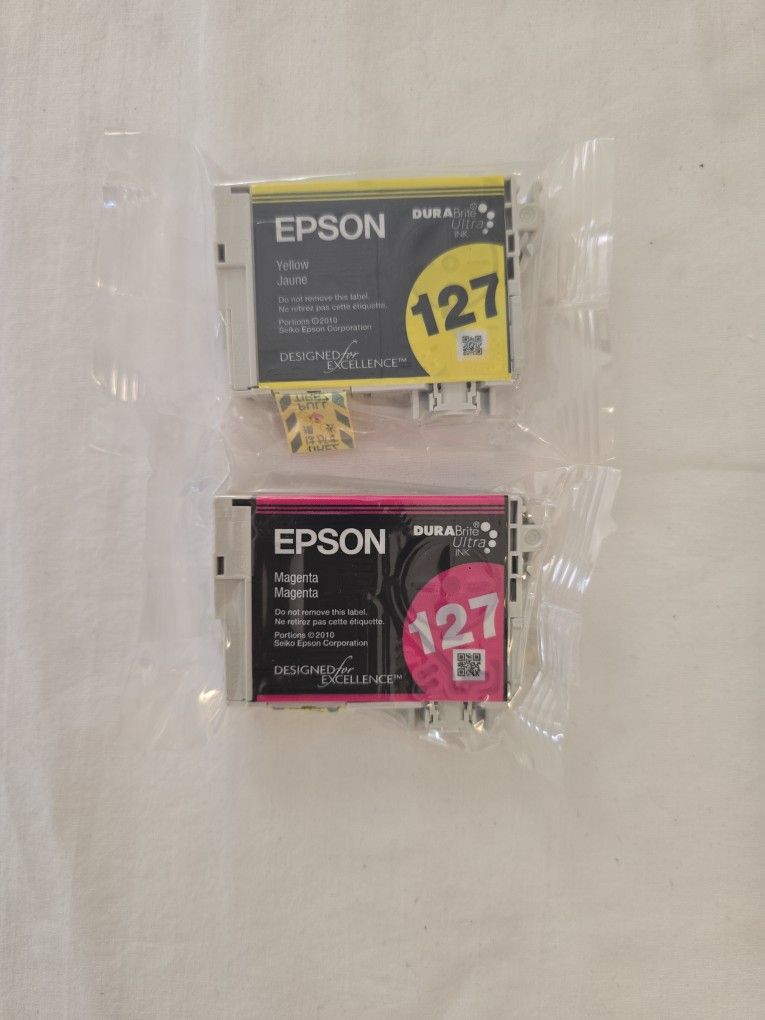 EPSON
DURABrite®
Ultra
INK
Yellow
Jaune
Do not remove this label.
Ne retirez pas cette étiquette.
Portions ©2010
Seiko Epson Corporation
DESIGNED for
EXCELLENCE™
127
PULL
EPSON
DURABrite®
Ultra
INK
Magenta
Magenta
Do not remove this label.
Ne retirez pas cette étiquette.
Portions ©2010
Seiko Epson Corporation
DESIGNED for
EXCELLENCE™
127